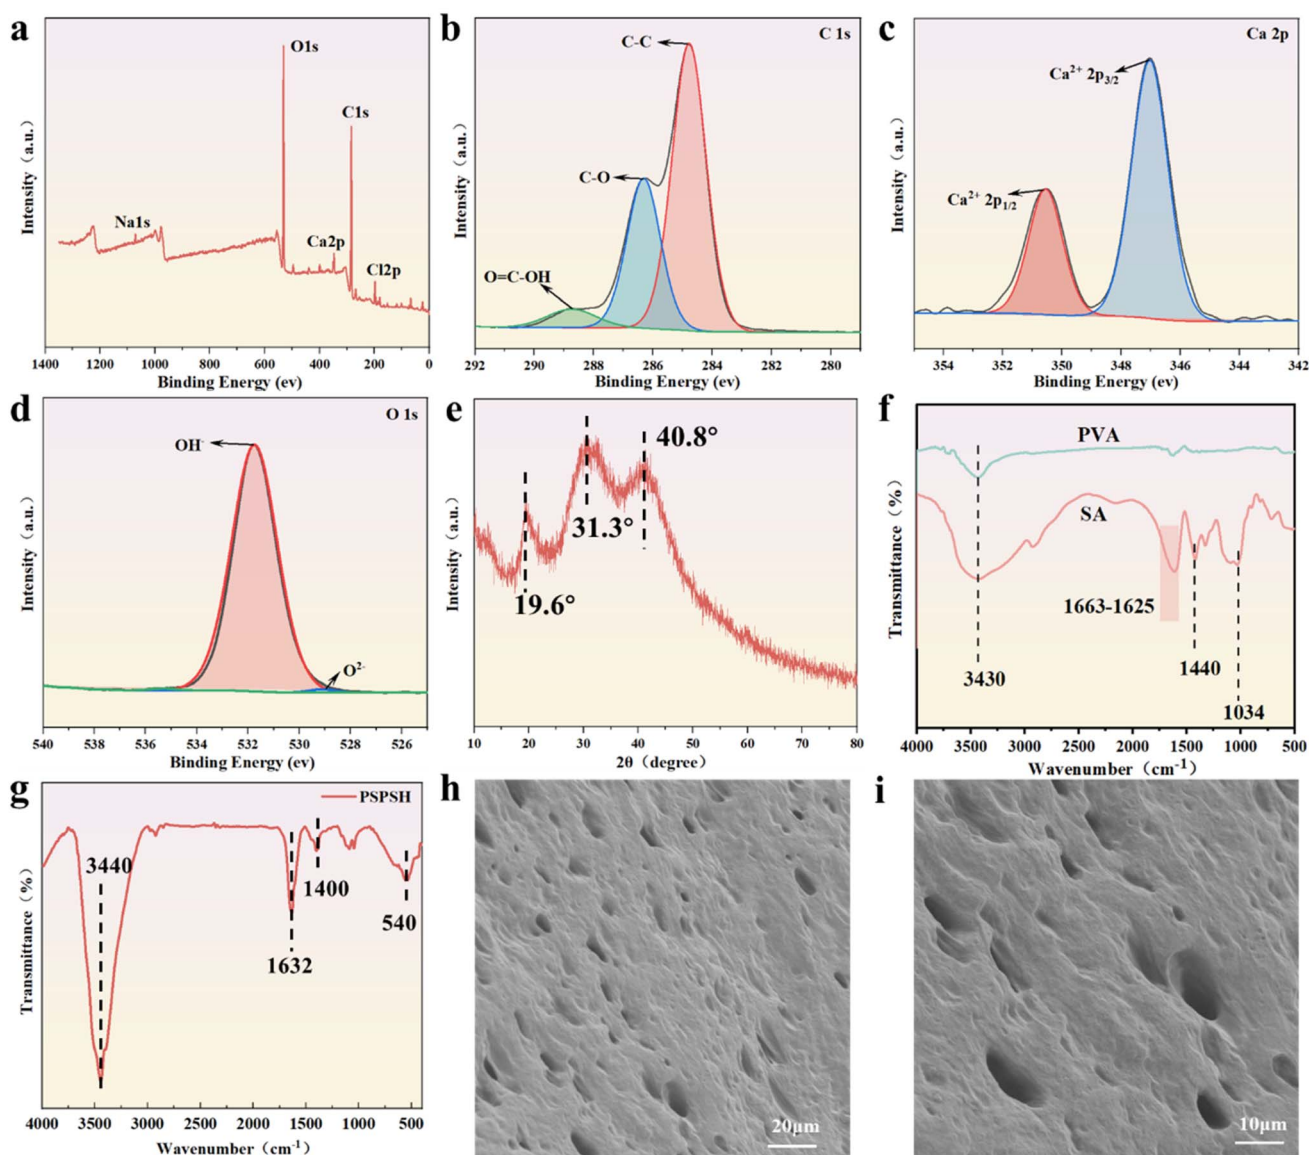 a
O1s
C1s
Na1s
Ca2p
Cl2p
Intensity（a.u.）
1400 1200 1000 800 600 400 200 0
Binding Energy (ev)
b
C 1s
C-C
C-O
O=C-OH
Intensity（a.u.）
292 290 288 286 284 282 280
Binding Energy (ev)
c
Ca 2p
Ca²⁺ 2p₃/₂
Ca²⁺ 2p₁/₂
Intensity（a.u.）
354 352 350 348 346 344 342
Binding Energy (ev)
d
O 1s
OH⁻
O²⁻
Intensity（a.u.）
540 538 536 534 532 530 528 526
Binding Energy (ev)
e
40.8°
31.3°
19.6°
Intensity（a.u.）
10 20 30 40 50 60 70 80
2θ（degree）
f
PVA
SA
1663-1625
3430
1440
1034
Transmittance（%）
4000 3500 3000 2500 2000 1500 1000 500
Wavenumber（cm⁻¹）
g
PSPSH
3440
1400
540
1632
Transmittance（%）
4000 3500 3000 2500 2000 1500 1000 500
Wavenumber（cm⁻¹）
h
20μm
i
10μm